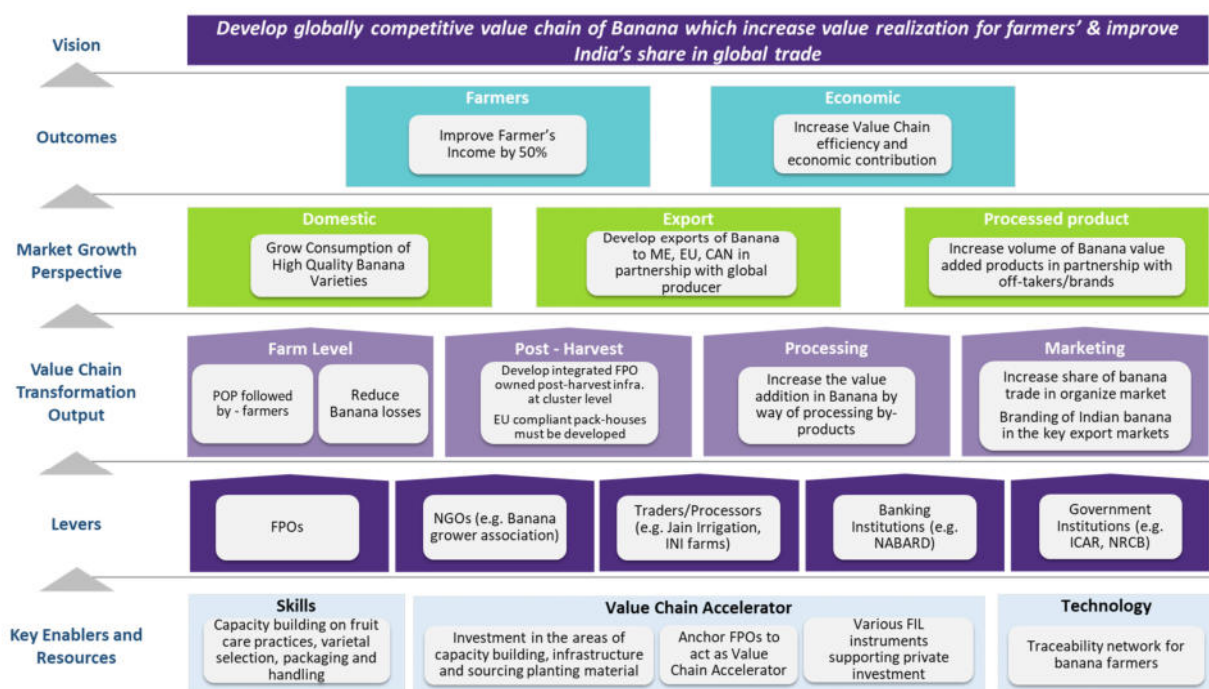 Vision
Develop globally competitive value chain of Banana which increase value realization for farmers' & improve
India's share in global trade
Outcomes
Farmers
Improve Farmer's
Income by 50%
Economic
Increase Value Chain
efficiency and
economic contribution
Market Growth
Perspective
Domestic
Grow Consumption of
High Quality Banana
Varieties
Export
Develop exports of Banana
to ME, EU, CAN in
partnership with global
producer
Processed product
Increase volume of Banana value
added products in partnership with
off-takers/brands
Value Chain
Transformation
Output
Farm Level
POP followed
by - farmers
Reduce
Banana losses
Post - Harvest
Develop integrated FPO
owned post-harvest infra.
at cluster level
EU compliant pack-houses
must be developed
Processing
Increase the value
addition in Banana by
way of processing by-
products
Marketing
Increase share of banana
trade in organize market
Branding of Indian banana
in the key export markets
Levers
FPOs
NGOs (e.g. Banana
grower association)
Traders/Processors
(e.g. Jain Irrigation,
INI farms)
Banking
Institutions (e.g.
NABARD)
Government
Institutions (e.g.
ICAR, NRCB)
Key Enablers and
Resources
Skills
Capacity building on fruit
care practices, varietal
selection, packaging and
handling
Value Chain Accelerator
Investment in the areas of
capacity building, infrastructure
and sourcing planting material
Anchor FPOs to
act as Value
Chain Accelerator
Various FIL
instruments
supporting private
investment
Technology
Traceability network for
banana farmers